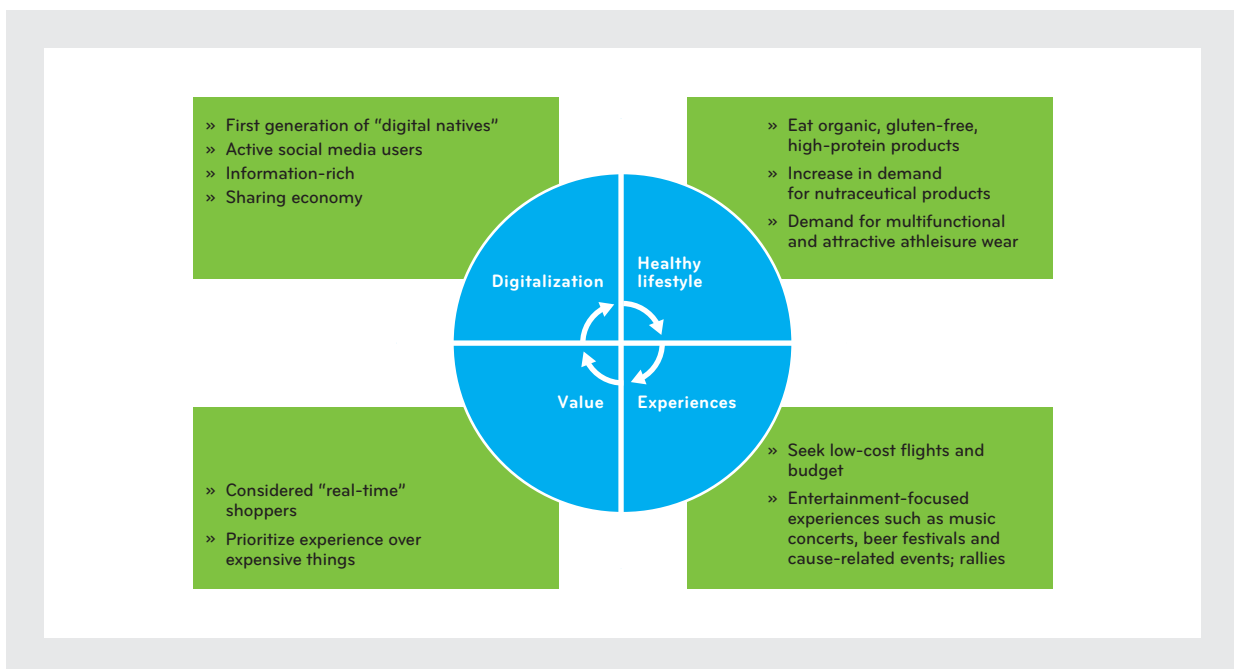 » First generation of "digital natives"
» Active social media users
» Information-rich
» Sharing economy
» Eat organic, gluten-free,
high-protein products
» Increase in demand
for nutraceutical products
» Demand for multifunctional
and attractive athleisure wear
Digitalization
Healthy
lifestyle
Value
Experiences
» Considered "real-time"
shoppers
» Prioritize experience over
expensive things
» Seek low-cost flights and
budget
» Entertainment-focused
experiences such as music
concerts, beer festivals and
cause-related events; rallies